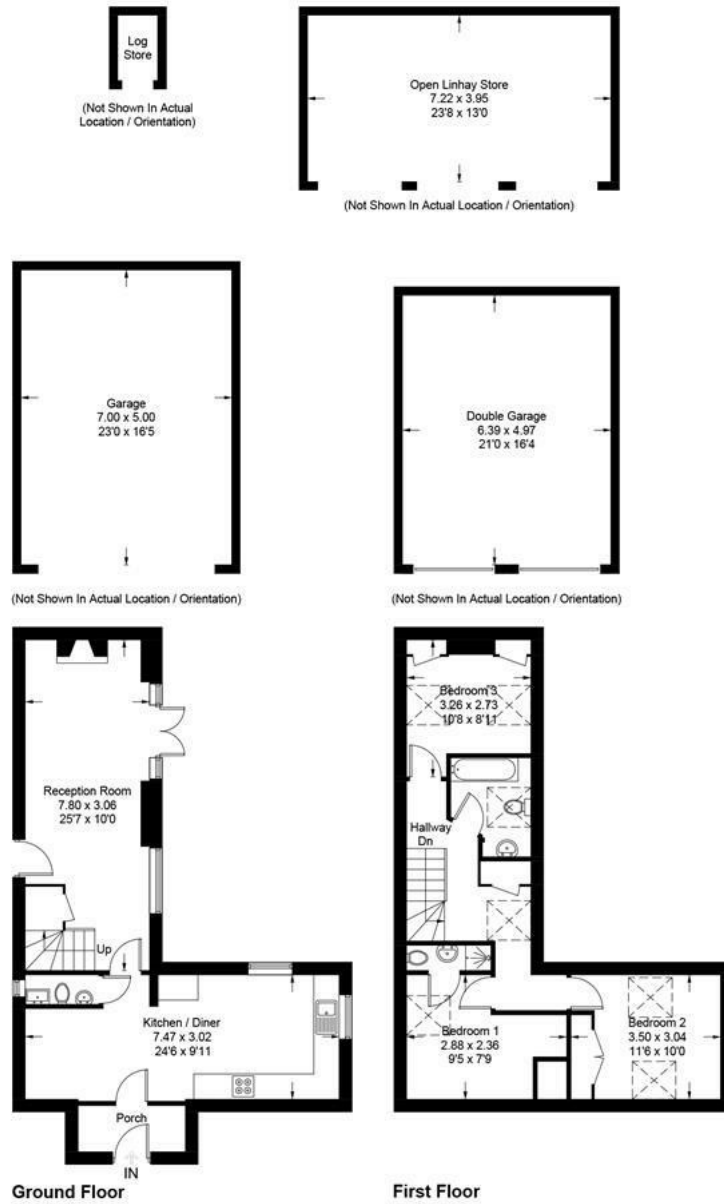 Log
Store
(Not Shown In Actual
Location / Orientation)
Open Linhay Store
7.22 x 3.95
23'8 x 13'0
(Not Shown In Actual Location / Orientation)
Garage
7.00 x 5.00
23'0 x 16'5
(Not Shown In Actual Location / Orientation)
Double Garage
6.39 x 4.97
21'0 x 16'4
(Not Shown In Actual Location / Orientation)
Reception Room
7.80 x 3.06
25'7 x 10'0
Up
Kitchen / Diner
7.47 x 3.02
24'6 x 9'11
Porch
IN
Ground Floor
Bedroom 3
3.26 x 2.73
10'8 x 8'11
Hallway
Dn
Bedroom 1
2.88 x 2.36
9'5 x 7'9
Bedroom 2
3.50 x 3.04
11'6 x 10'0
First Floor